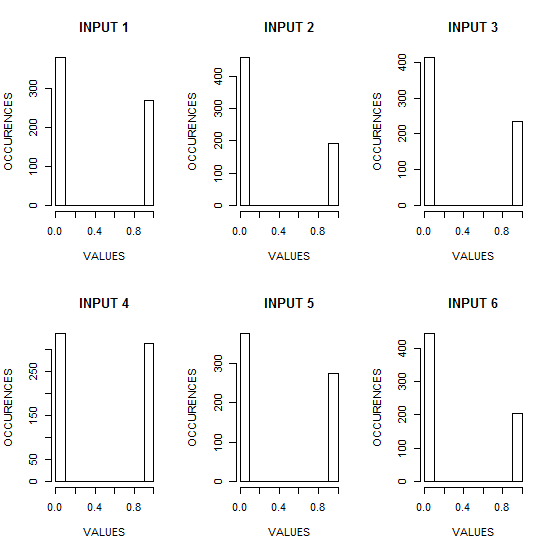 INPUT 1
OCCURENCES
0 100 200 300
0.0 0.4 0.8
VALUES
INPUT 2
OCCURENCES
0 100 200 300 400
0.0 0.4 0.8
VALUES
INPUT 3
OCCURENCES
0 100 200 300 400
0.0 0.4 0.8
VALUES
INPUT 4
OCCURENCES
0 50 150 250
0.0 0.4 0.8
VALUES
INPUT 5
OCCURENCES
0 100 200 300
0.0 0.4 0.8
VALUES
INPUT 6
OCCURENCES
0 100 200 300 400
0.0 0.4 0.8
VALUES